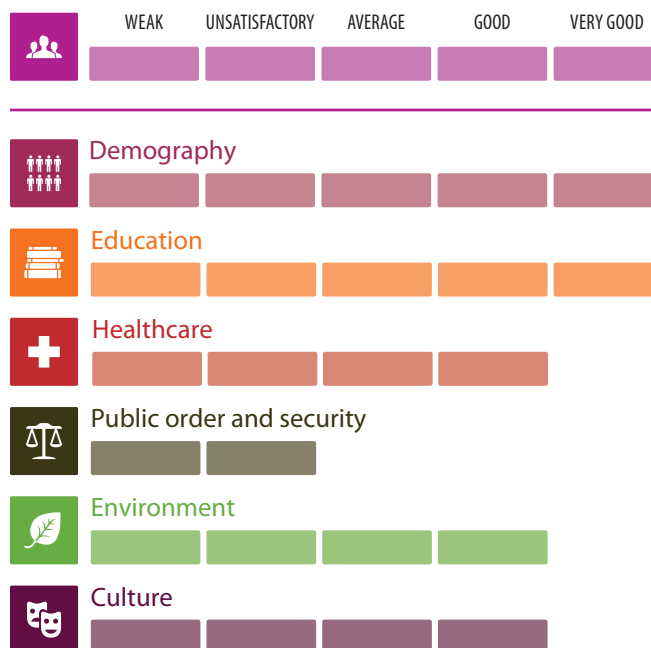 WEAK UNSATISFACTORY AVERAGE GOOD VERY GOOD
Demography
Education
Healthcare
Public order and security
Environment
Culture